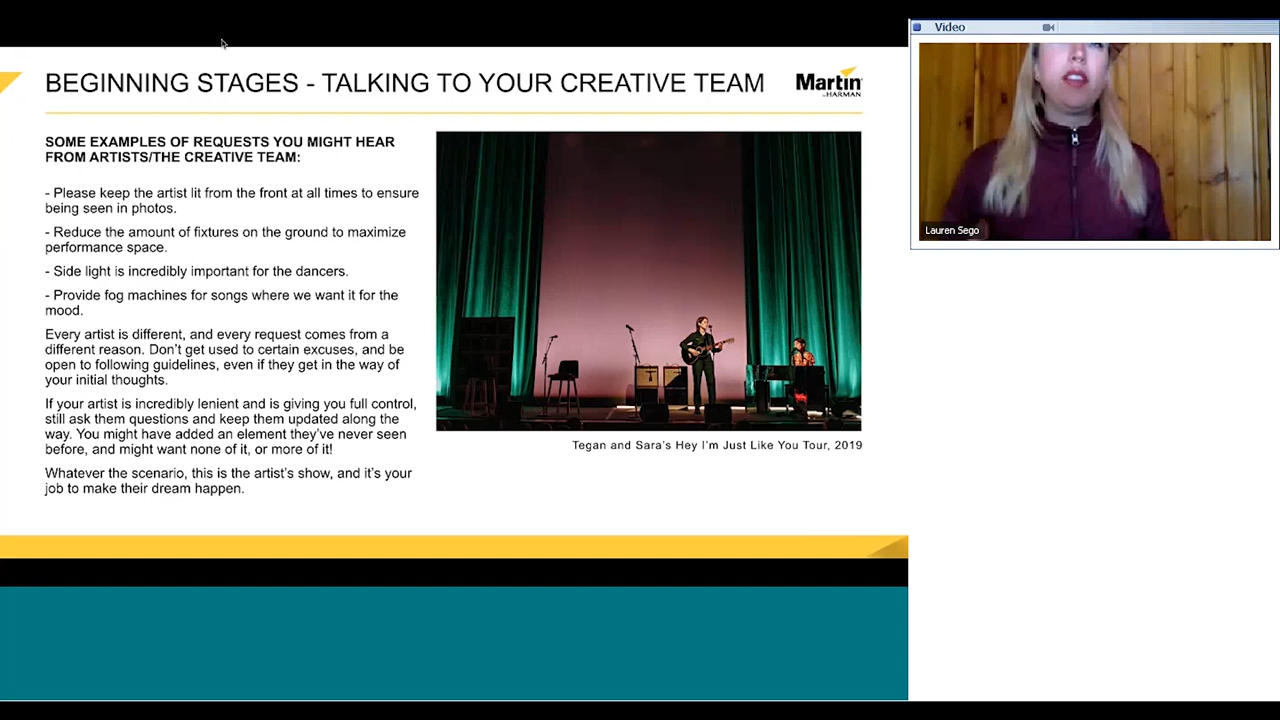 Video
BEGINNING STAGES - TALKING TO YOUR CREATIVE TEAM
Martin
by HARMAN
SOME EXAMPLES OF REQUESTS YOU MIGHT HEAR
FROM ARTISTS/THE CREATIVE TEAM:
- Please keep the artist lit from the front at all times to ensure
being seen in photos.
- Reduce the amount of fixtures on the ground to maximize
performance space.
- Side light is incredibly important for the dancers.
- Provide fog machines for songs where we want it for the
mood.
Every artist is different, and every request comes from a
different reason. Don't get used to certain excuses, and be
open to following guidelines, even if they get in the way of
your initial thoughts.
If your artist is incredibly lenient and is giving you full control,
still ask them questions and keep them updated along the
way. You might have added an element they've never seen
before, and might want none of it, or more of it!
Whatever the scenario, this is the artist's show, and it's your
job to make their dream happen.
Tegan and Sara's Hey I'm Just Like You Tour, 2019
Lauren Sego